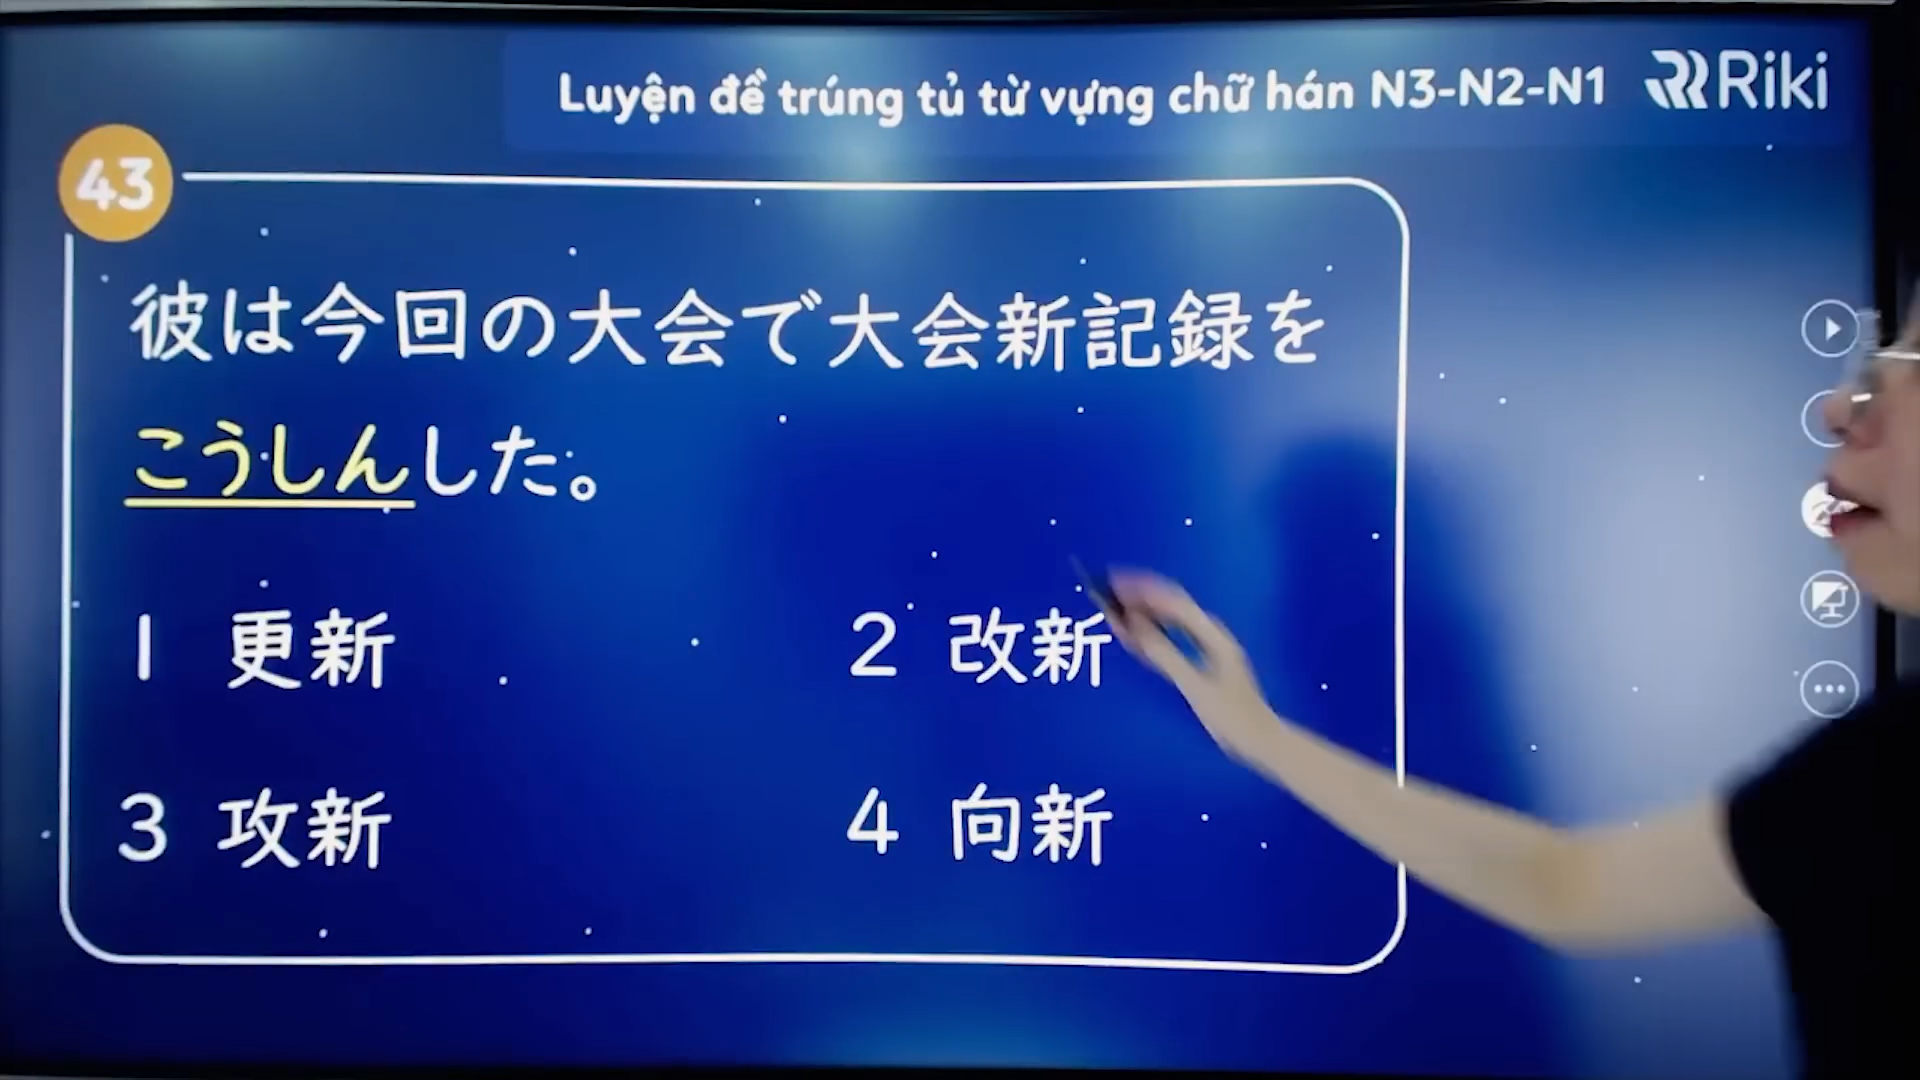 Luyện đề trúng tủ từ vựng chữ hán N3-N2-N1
Riki
43
彼は今回の大会で大会新記録を
こうしんした。
1 更新
2 改新
3 攻新
4 向新